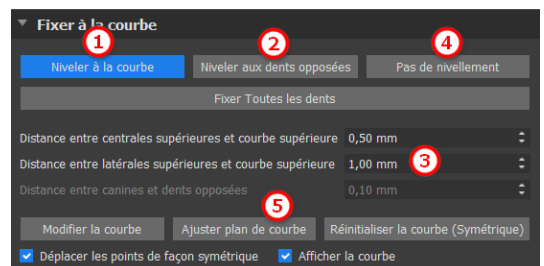 Fixer à la courbe
1 2 4
Niveler à la courbe Niveler aux dents opposées Pas de nivellement
Fixer Toutes les dents
Distance entre centrales supérieures et courbe supérieure 0,50 mm
Distance entre latérales supérieures et courbe supérieure 1,00 mm 3
Distance entre canines et dents opposées 0,10 mm
5
Modifier la courbe Ajuster plan de courbe Réinitialiser la courbe (Symétrique)
Déplacer les points de façon symétrique Afficher la courbe